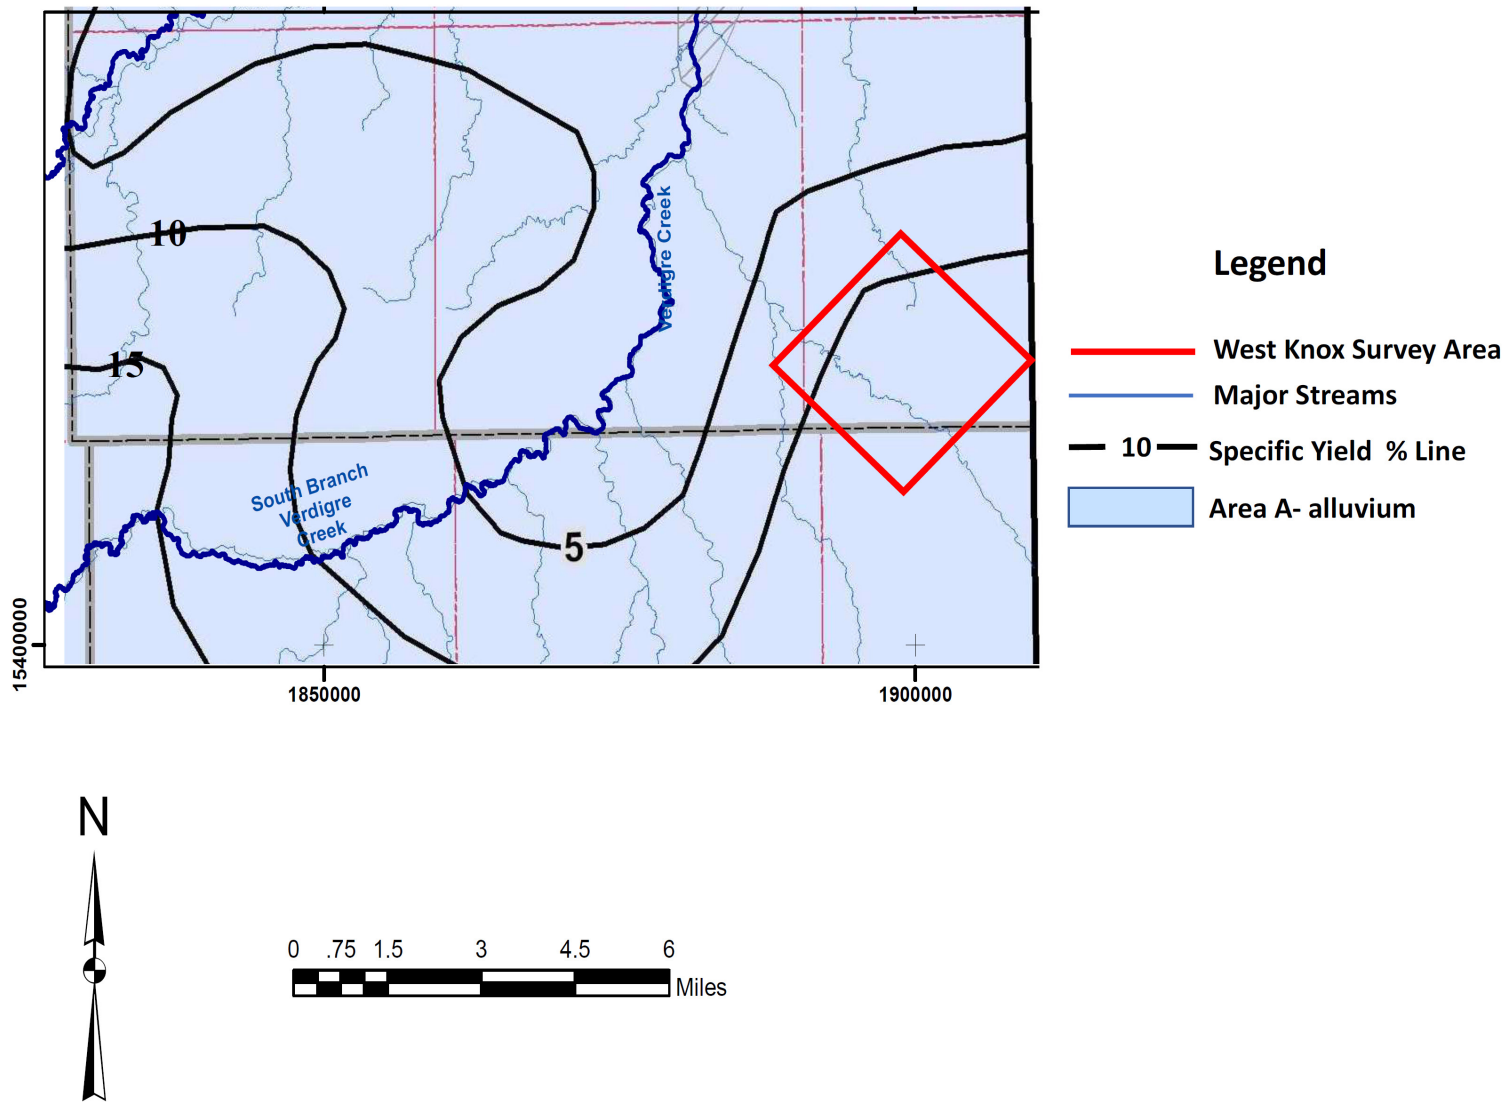 10
15
Verdigre Creek
South Branch
Verdigre
Creek
5
1540000
1850000
1900000
Legend
West Knox Survey Area
Major Streams
10 Specific Yield % Line
Area A- alluvium
N
0 .75 1.5 3 4.5 6
Miles